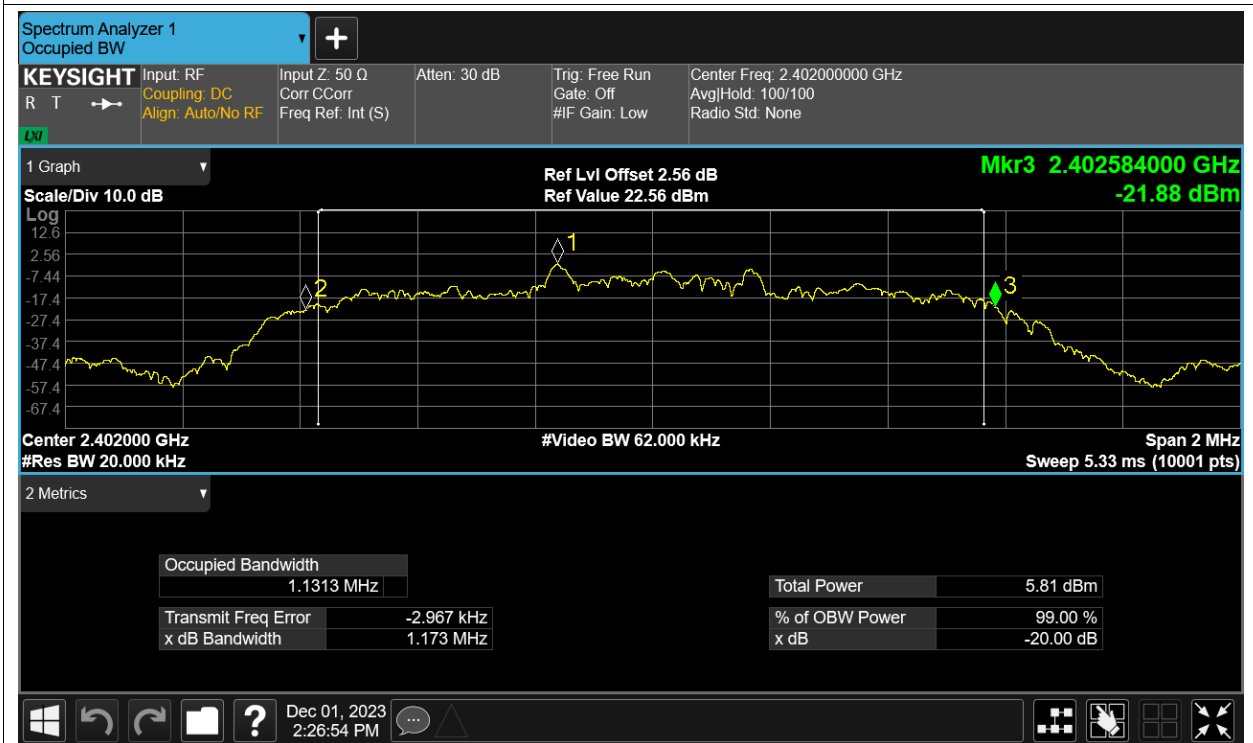 Spectrum Analyzer 1
Occupied BW
▼
+
KEYSIGHT
R T
LXI
Input: RF
Coupling: DC
Align: Auto/No RF
Input Z: 50 Ω
Corr CCorr
Freq Ref: Int (S)
Atten: 30 dB
Trig: Free Run
Gate: Off
#IF Gain: Low
Center Freq: 2.402000000 GHz
Avg|Hold: 100/100
Radio Std: None
1 Graph ▼
Scale/Div 10.0 dB
Ref Lvl Offset 2.56 dB
Ref Value 22.56 dBm
Mkr3 2.402584000 GHz
-21.88 dBm
Log
12.6
2.56
-7.44
-17.4
-27.4
-37.4
-47.4
-57.4
-67.4
1
2
3
Center 2.402000 GHz
#Res BW 20.000 kHz
#Video BW 62.000 kHz
Span 2 MHz
Sweep 5.33 ms (10001 pts)
2 Metrics ▼
Occupied Bandwidth
1.1313 MHz
Transmit Freq Error -2.967 kHz
x dB Bandwidth 1.173 MHz
Total Power 5.81 dBm
% of OBW Power 99.00 %
x dB -20.00 dB
?
Dec 01, 2023
2:26:54 PM